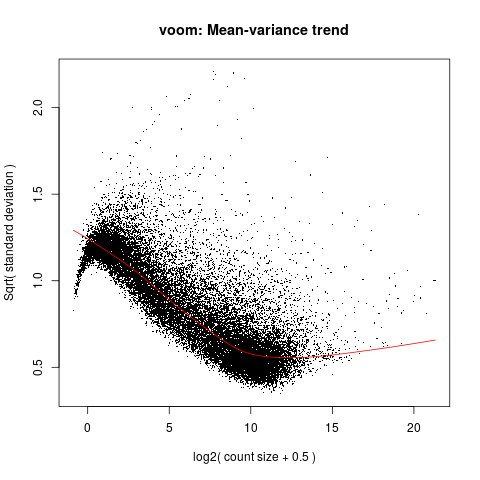 voom: Mean-variance trend
Sqrt( standard deviation )
2.0
1.5
1.0
0.5
0 5 10 15 20
log2( count size + 0.5 )